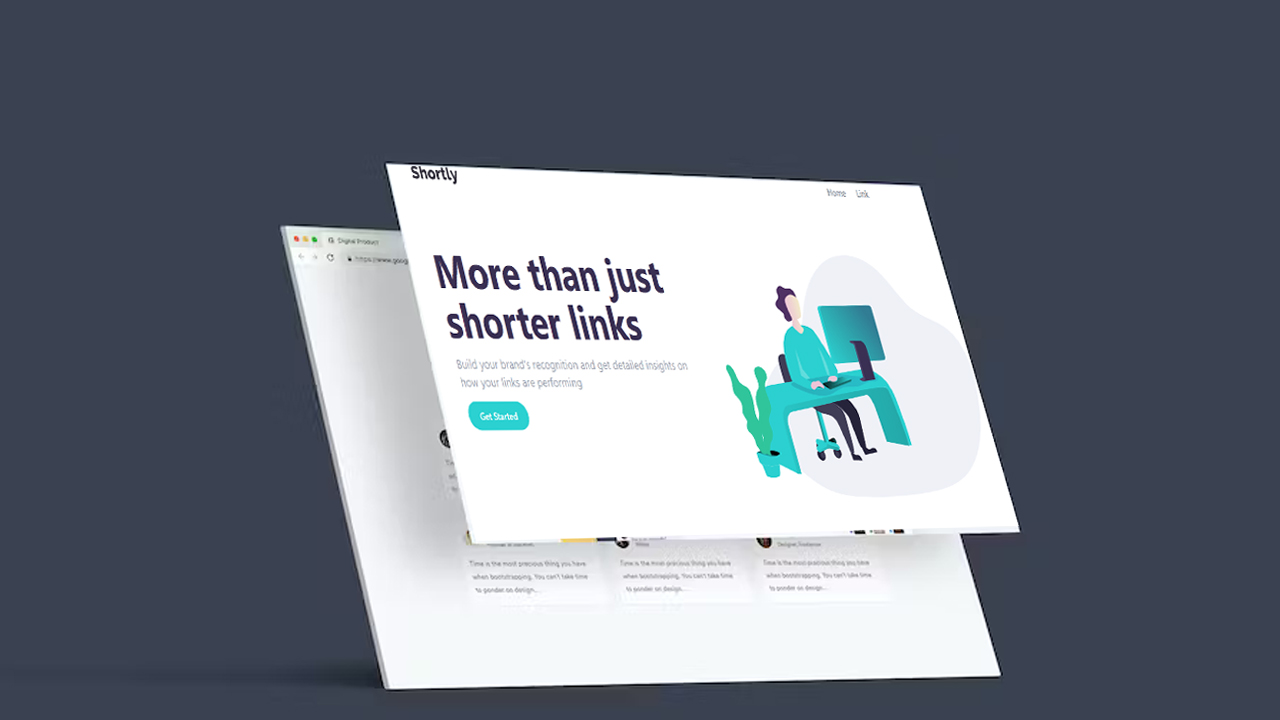 Shortly
Home Link
More than just
shorter links
Build your brand's recognition and get detailed insights on
how your links are performing
Get Started
Digital Product
https://www.goog
Designer, Freelance
Time is the most precious thing you have
when bootstrapping. You can't take time
to ponder on design...
Time is the most precious thing you have
when bootstrapping. You can't take time
to ponder on design...
Time is the most precious thing you have
when bootstrapping. You can't take time
to ponder on design...